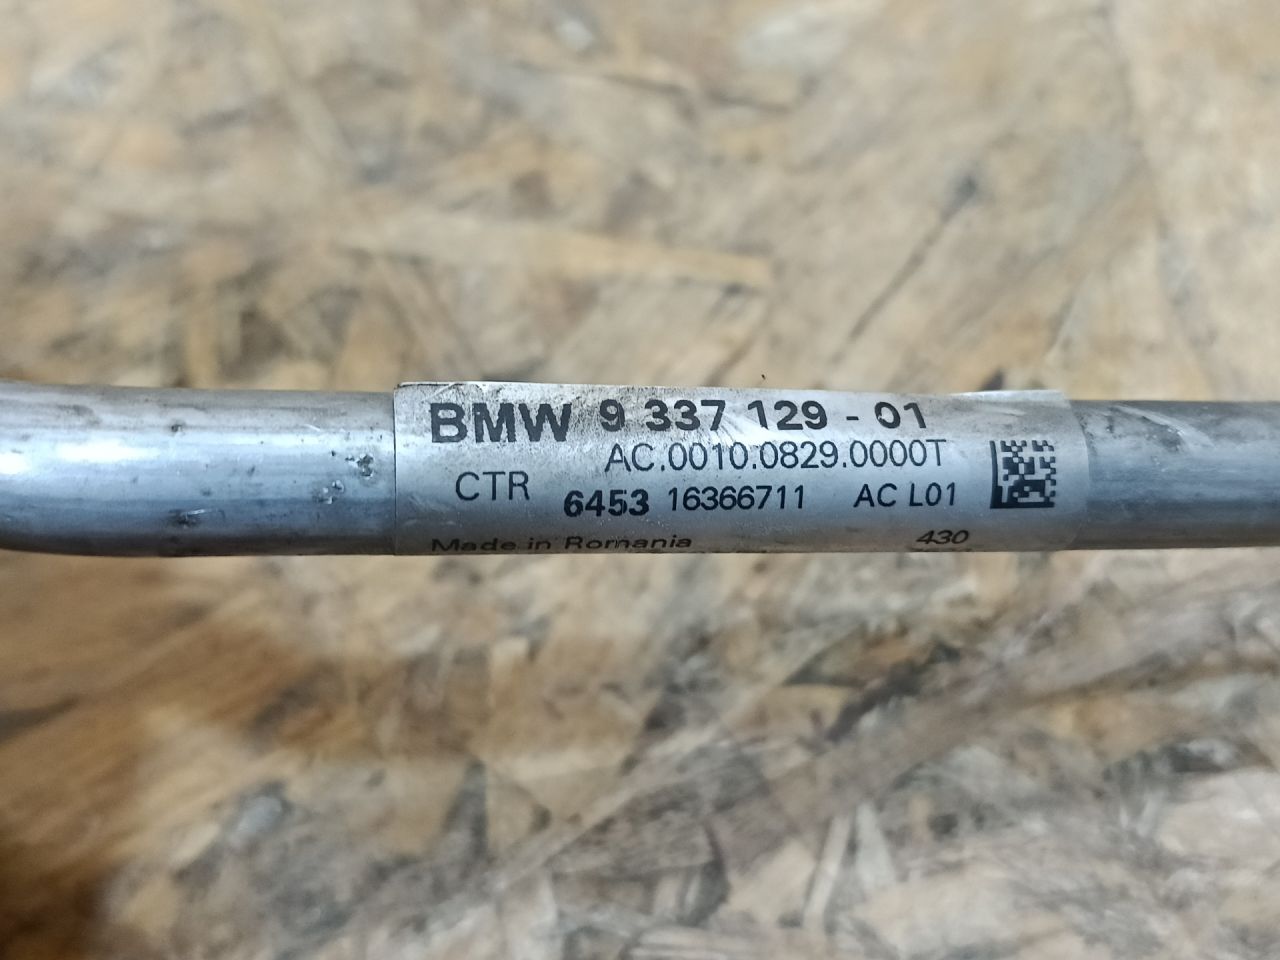 BMW 9 337 129 - 01
AC.0010.0829.0000T
CTR 6453 16366711 AC L01
Made in Romania 430